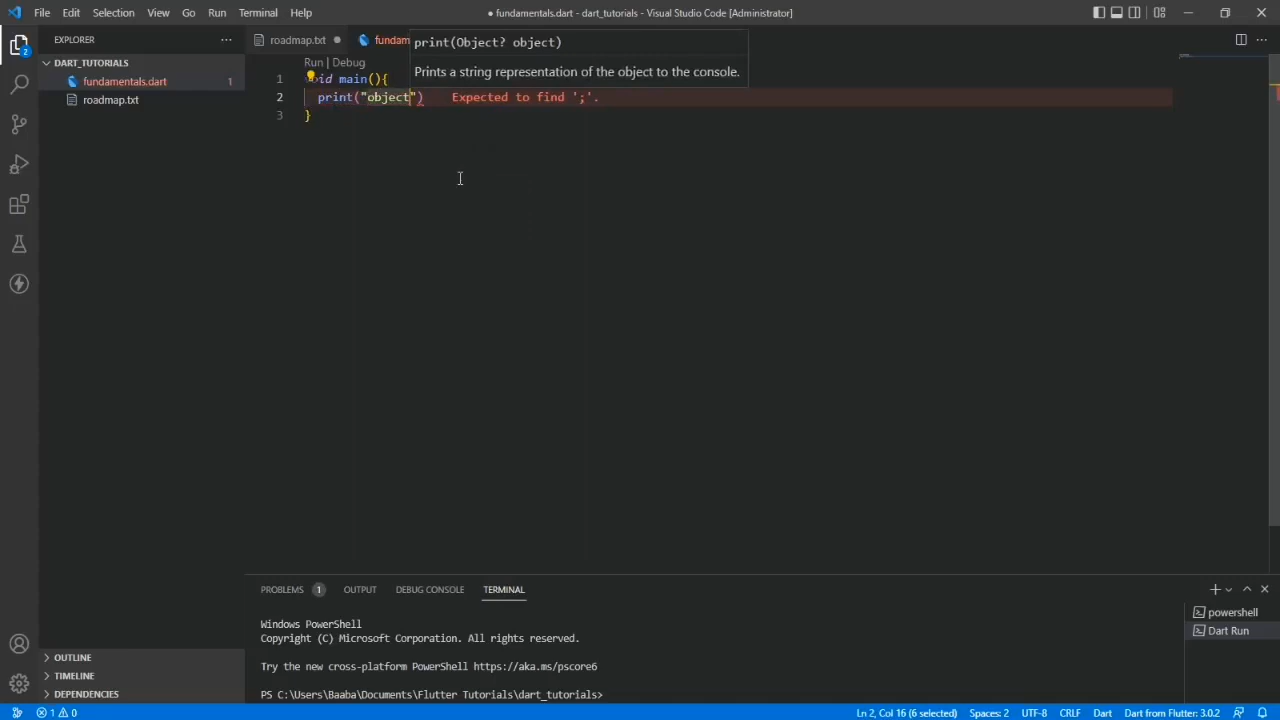 File Edit Selection View Go Run Terminal Help
● fundamentals.dart - dart_tutorials - Visual Studio Code [Administrator]
EXPLORER
DART_TUTORIALS
fundamentals.dart 1
roadmap.txt
OUTLINE
TIMELINE
DEPENDENCIES
2
roadmap.txt ●
print(Object? object)
Prints a string representation of the object to the console.
Run | Debug
1 main(){
2 print("object") Expected to find ';'.
3 }
PROBLEMS 1 OUTPUT DEBUG CONSOLE TERMINAL
Windows PowerShell
Copyright (C) Microsoft Corporation. All rights reserved.
Try the new cross-platform PowerShell https://aka.ms/pscore6
PS C:\Users\Baaba\Documents\Flutter Tutorials\dart_tutorials>
powershell
Dart Run
1 0
Ln 2, Col 16 (6 selected) Spaces: 2 UTF-8 CRLF Dart Dart from Flutter: 3.0.2